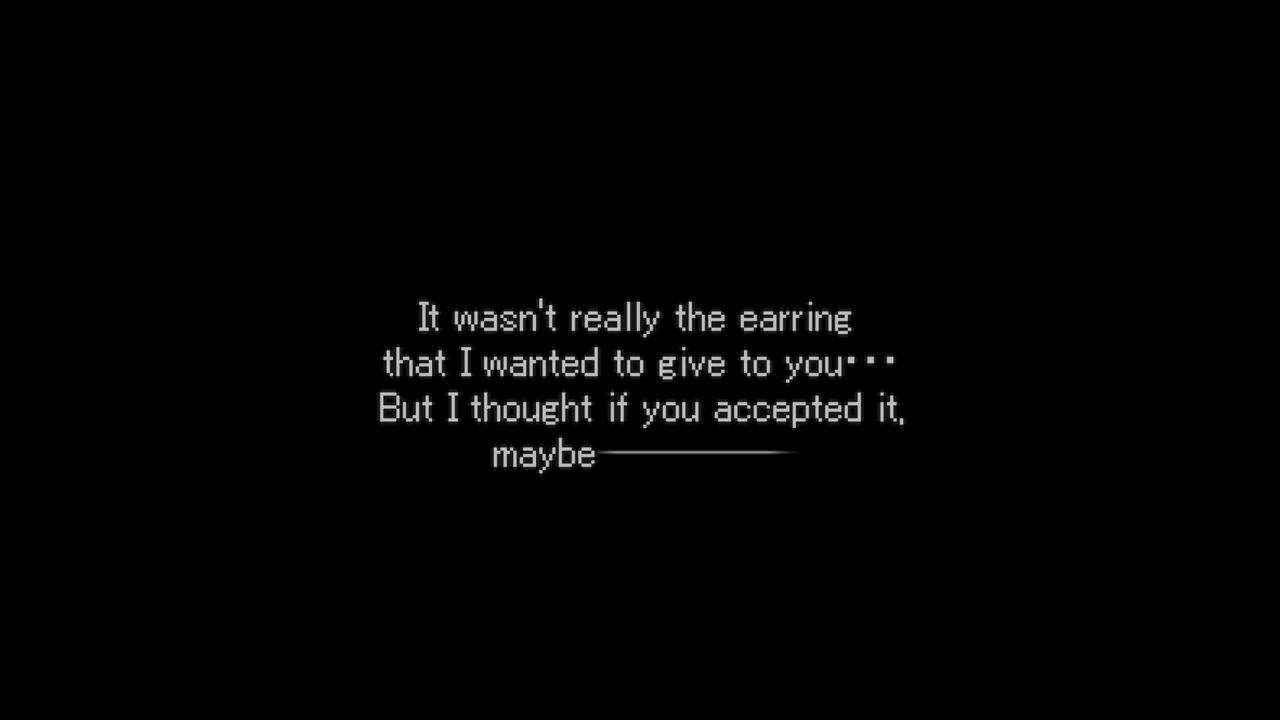 It wasn't really the earring
that I wanted to give to you･･･
But I thought if you accepted it,
maybe────